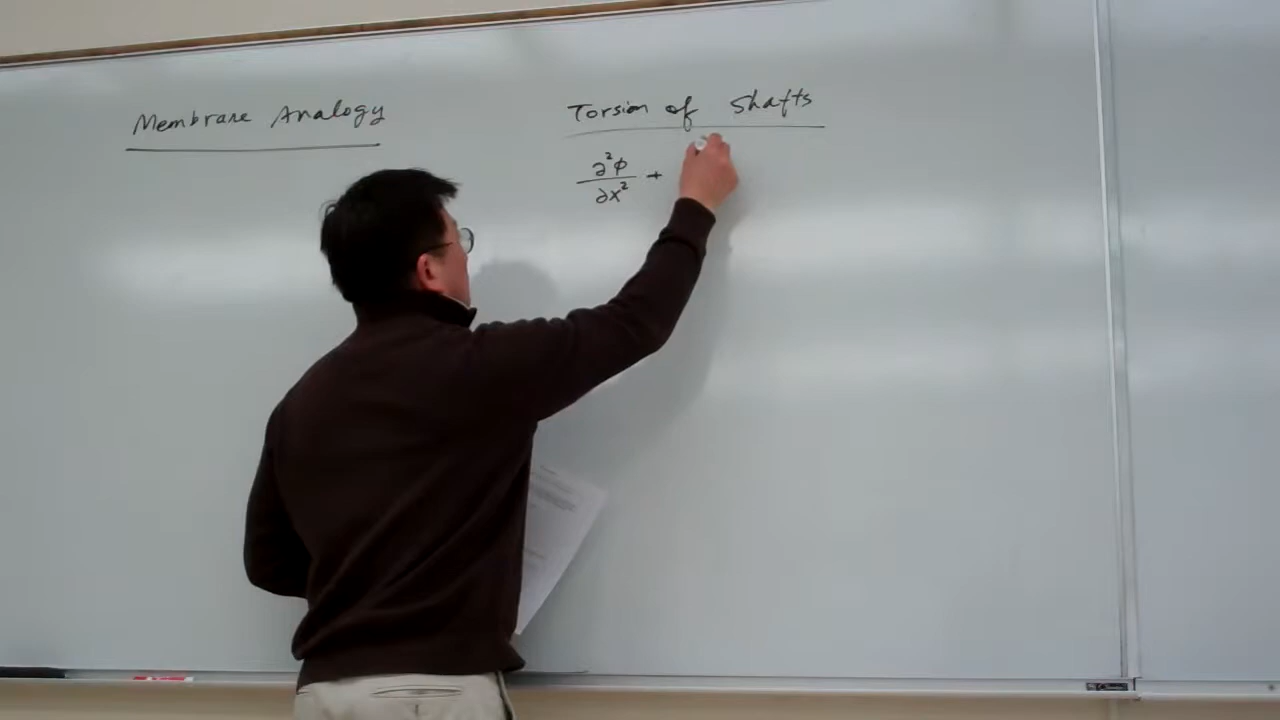 Membrane Analogy
Torsion of Shafts
∂²φ/∂x² +